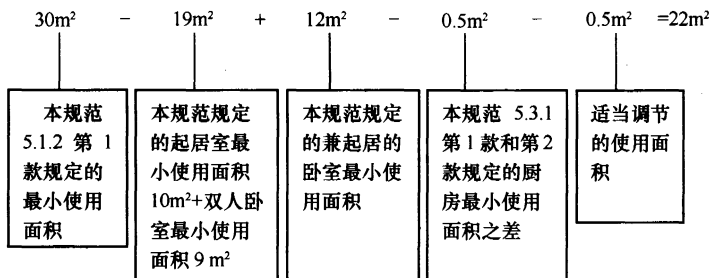 30m² - 19m² + 12m² - 0.5m² - 0.5m² =22m²
本规范
5.1.2 第 1
款规定的
最小使用
面积
本规范规定
的起居室最
小使用面积
10m²+双人卧
室最小使用
面积 9 m²
本规范规定
的兼起居的
卧室最小使
用面积
本规范 5.3.1
第1款和第2
款规定的厨
房最小使用
面积之差
适当调节
的使用面
积